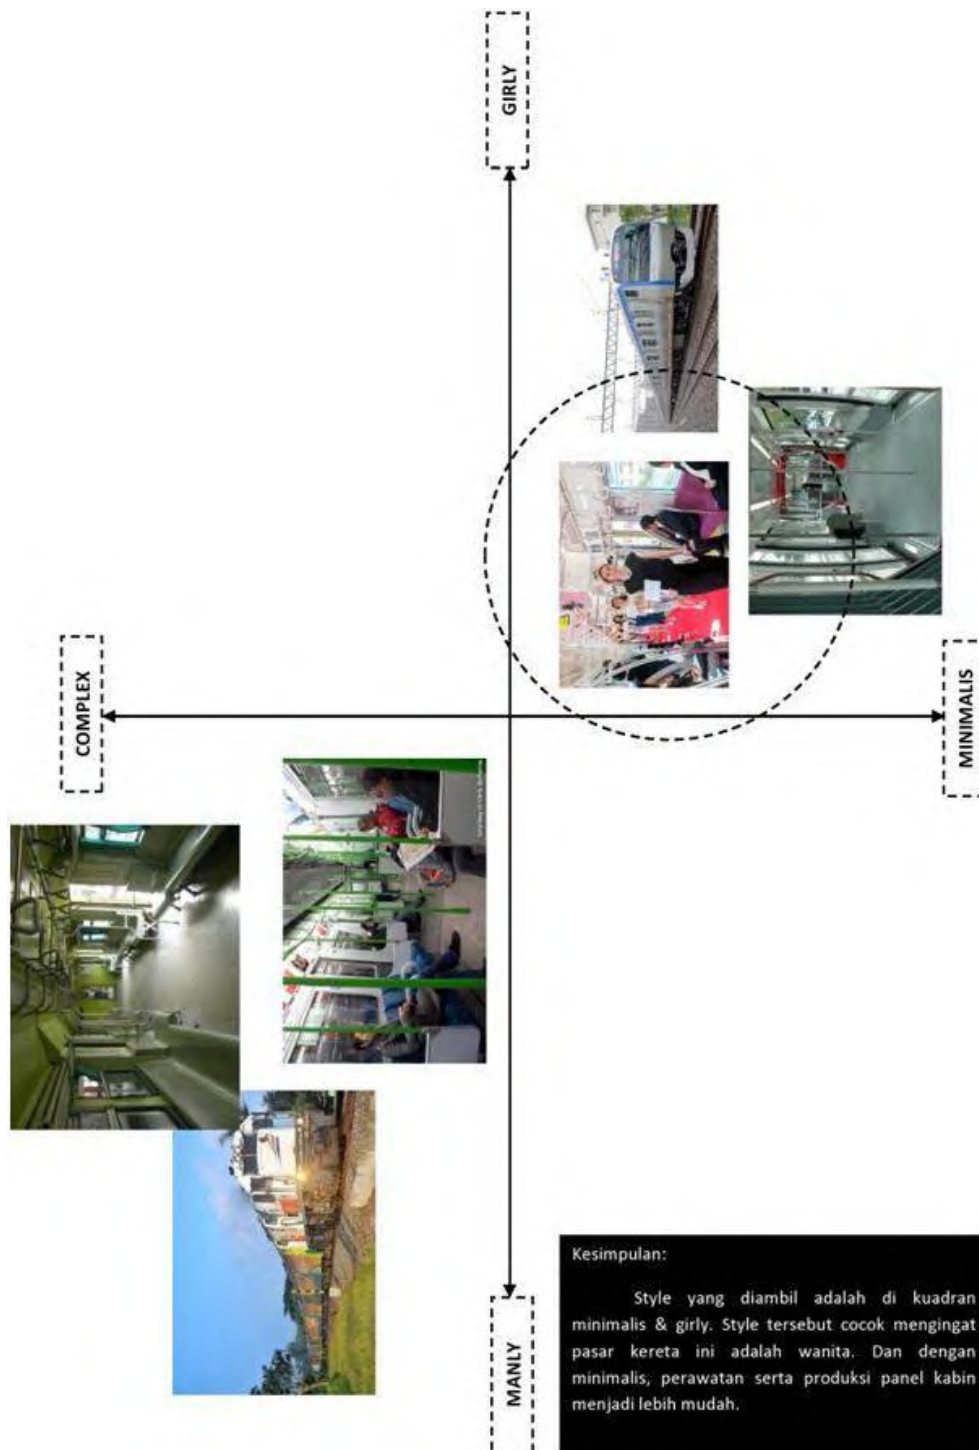 GIRLY
COMPLEX
MINIMALIS
MANLY
Kesimpulan:
Style yang diambil adalah di kuadran
minimalis & girly. Style tersebut cocok mengingat
pasar kereta ini adalah wanita. Dan dengan
minimalis, perawatan serta produksi panel kabin
menjadi lebih mudah.